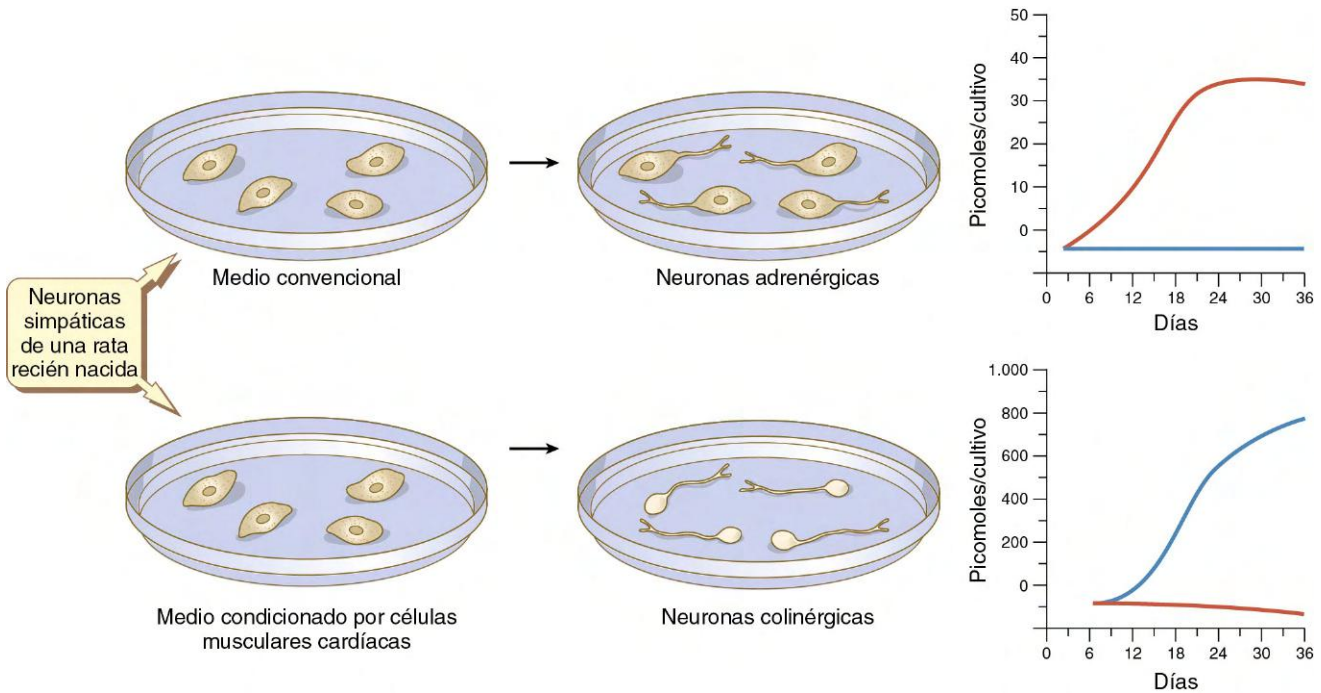 Neuronas
simpáticas
de una rata
recién nacida
Medio convencional
Neuronas adrenérgicas
Picomoles/cultivo
50
40
30
20
10
0
0 6 12 18 24 30 36
Días
Medio condicionado por células
musculares cardíacas
Neuronas colinérgicas
Picomoles/cultivo
1.000
800
600
400
200
0
0 6 12 18 24 30 36
Días